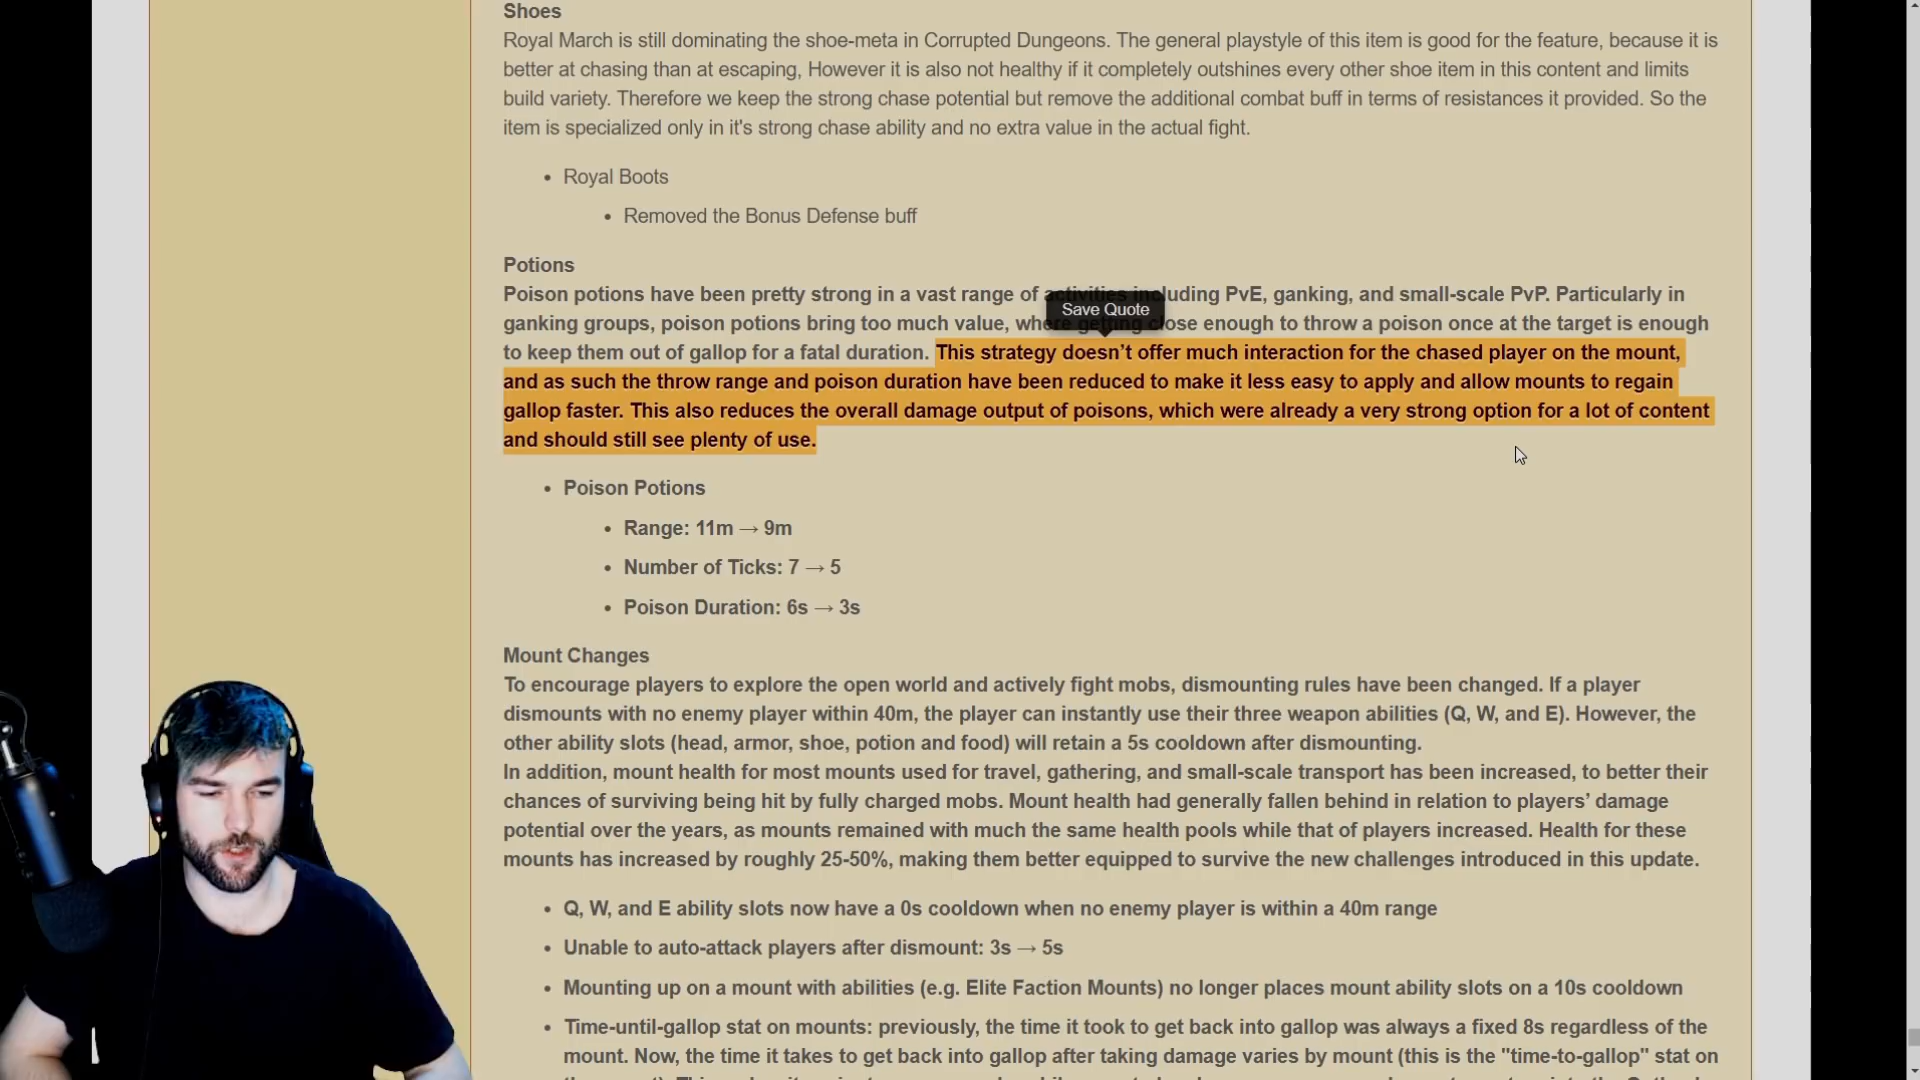 Shoes
Royal March is still dominating the shoe-meta in Corrupted Dungeons. The general playstyle of this item is good for the feature, because it is
better at chasing than at escaping, However it is also not healthy if it completely outshines every other shoe item in this content and limits
build variety. Therefore we keep the strong chase potential but remove the additional combat buff in terms of resistances it provided. So the
item is specialized only in it's strong chase ability and no extra value in the actual fight.
• Royal Boots
• Removed the Bonus Defense buff
Potions
Save Quote
Poison potions have been pretty strong in a vast range of activities including PvE, ganking, and small-scale PvP. Particularly in
ganking groups, poison potions bring too much value, where getting close enough to throw a poison once at the target is enough
to keep them out of gallop for a fatal duration. This strategy doesn’t offer much interaction for the chased player on the mount,
and as such the throw range and poison duration have been reduced to make it less easy to apply and allow mounts to regain
gallop faster. This also reduces the overall damage output of poisons, which were already a very strong option for a lot of content
and should still see plenty of use.
• Poison Potions
• Range: 11m → 9m
• Number of Ticks: 7 → 5
• Poison Duration: 6s → 3s
Mount Changes
To encourage players to explore the open world and actively fight mobs, dismounting rules have been changed. If a player
dismounts with no enemy player within 40m, the player can instantly use their three weapon abilities (Q, W, and E). However, the
other ability slots (head, armor, shoe, potion and food) will retain a 5s cooldown after dismounting.
In addition, mount health for most mounts used for travel, gathering, and small-scale transport has been increased, to better their
chances of surviving being hit by fully charged mobs. Mount health had generally fallen behind in relation to players’ damage
potential over the years, as mounts remained with much the same health pools while that of players increased. Health for these
mounts has increased by roughly 25-50%, making them better equipped to survive the new challenges introduced in this update.
• Q, W, and E ability slots now have a 0s cooldown when no enemy player is within a 40m range
• Unable to auto-attack players after dismount: 3s → 5s
• Mounting up on a mount with abilities (e.g. Elite Faction Mounts) no longer places mount ability slots on a 10s cooldown
• Time-until-gallop stat on mounts: previously, the time it took to get back into gallop was always a fixed 8s regardless of the
mount. Now, the time it takes to get back into gallop after taking damage varies by mount (this is the "time-to-gallop" stat on